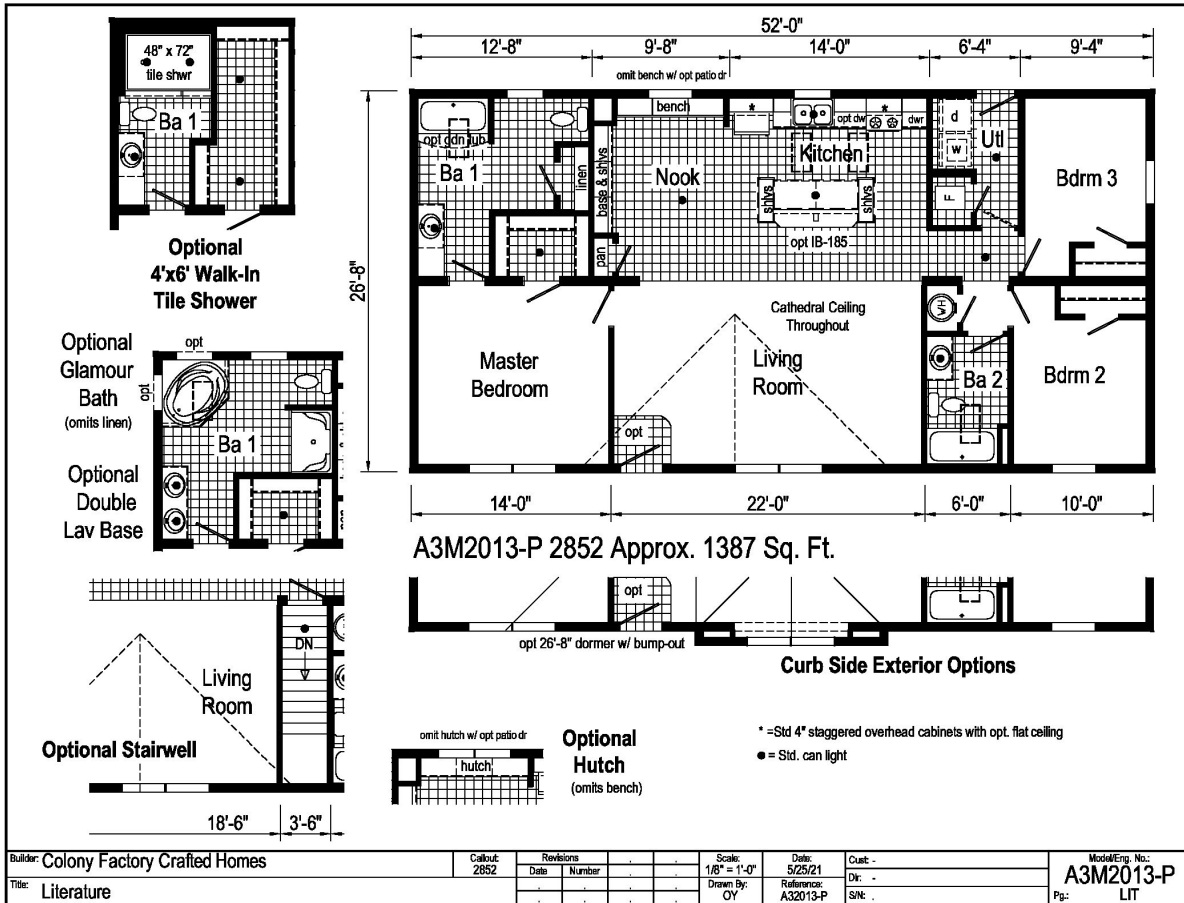 52'-0"
12'-8"
9'-8"
14'-0"
6'-4"
9'-4"
omit bench w/ opt patio dr
26'-8"
bench
*
opt dw
*
dwr
d
w
Utl
opt gdn tub
Ba 1
linen
base & shlvs
Nook
Kitchen
shlvs
shlvs
F
Bdrm 3
opt IB-185
pan
Cathedral Ceiling
Throughout
WH
Master
Bedroom
Living
Room
Ba 2
Bdrm 2
opt
14'-0"
22'-0"
6'-0"
10'-0"
A3M2013-P 2852 Approx. 1387 Sq. Ft.
48" x 72"
tile shwr
Ba 1
Optional
4'x6' Walk-In
Tile Shower
Optional
Glamour
Bath
(omits linen)
Optional
Double
Lav Base
opt
opt
Ba 1
DN
Living
Room
Optional Stairwell
18'-6"
3'-6"
opt
opt 26'-8" dormer w/ bump-out
Curb Side Exterior Options
omit hutch w/ opt patio dr
hutch
Optional
Hutch
(omits bench)
* =Std 4" staggered overhead cabinets with opt. flat ceiling
● = Std. can light
Builder: Colony Factory Crafted Homes
Title: Literature
Callout:
2852
Revisions
Date Number
Scale:
1/8" = 1'-0"
Drawn By:
OY
Date:
5/25/21
Reference:
A32013-P
Cust: -
Dlr: -
S/N: .
Model/Eng. No.:
A3M2013-P
Pg.: LIT